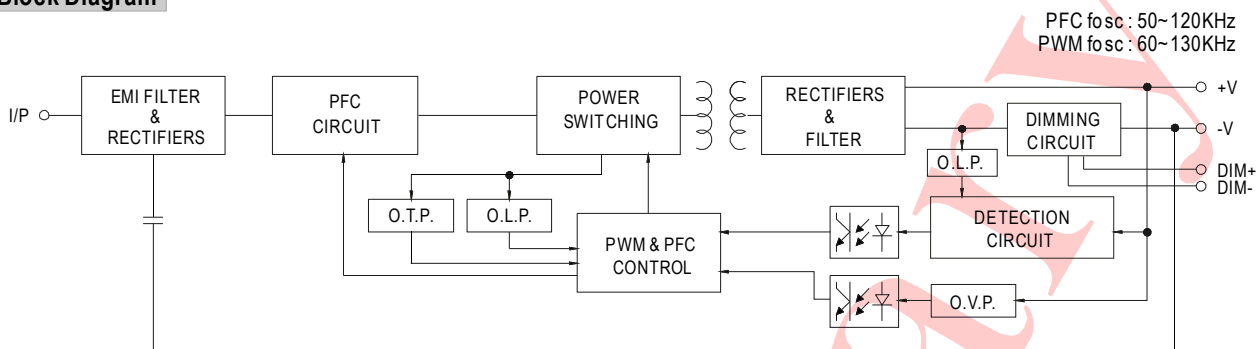 Block Diagram
PFC fosc : 50~120KHz
PWM fosc : 60~130KHz
I/P
EMI FILTER
&
RECTIFIERS
PFC
CIRCUIT
POWER
SWITCHING
RECTIFIERS
&
FILTER
DIMMING
CIRCUIT
+V
-V
DIM+
DIM-
O.L.P.
O.T.P.
O.L.P.
PWM & PFC
CONTROL
DETECTION
CIRCUIT
O.V.P.